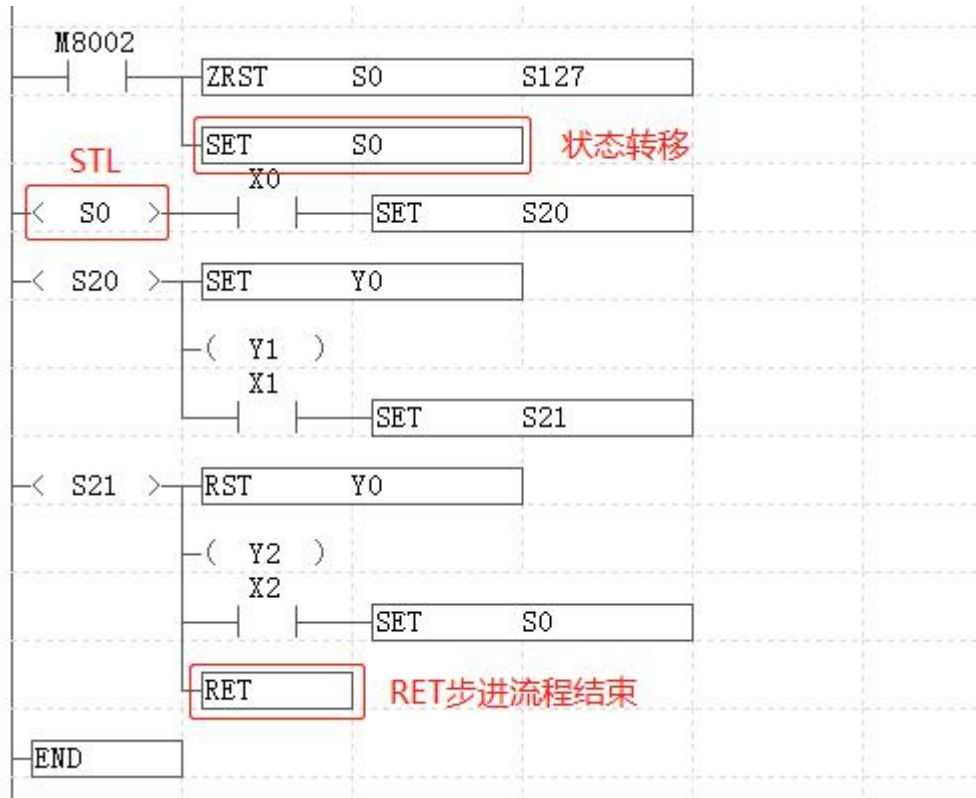 M8002
ZRST S0 S127
SET S0 状态转移
STL
X0
S0 SET S20
S20 SET Y0
Y1
X1
SET S21
S21 RST Y0
Y2
X2
SET S0
RET RET步进流程结束
END